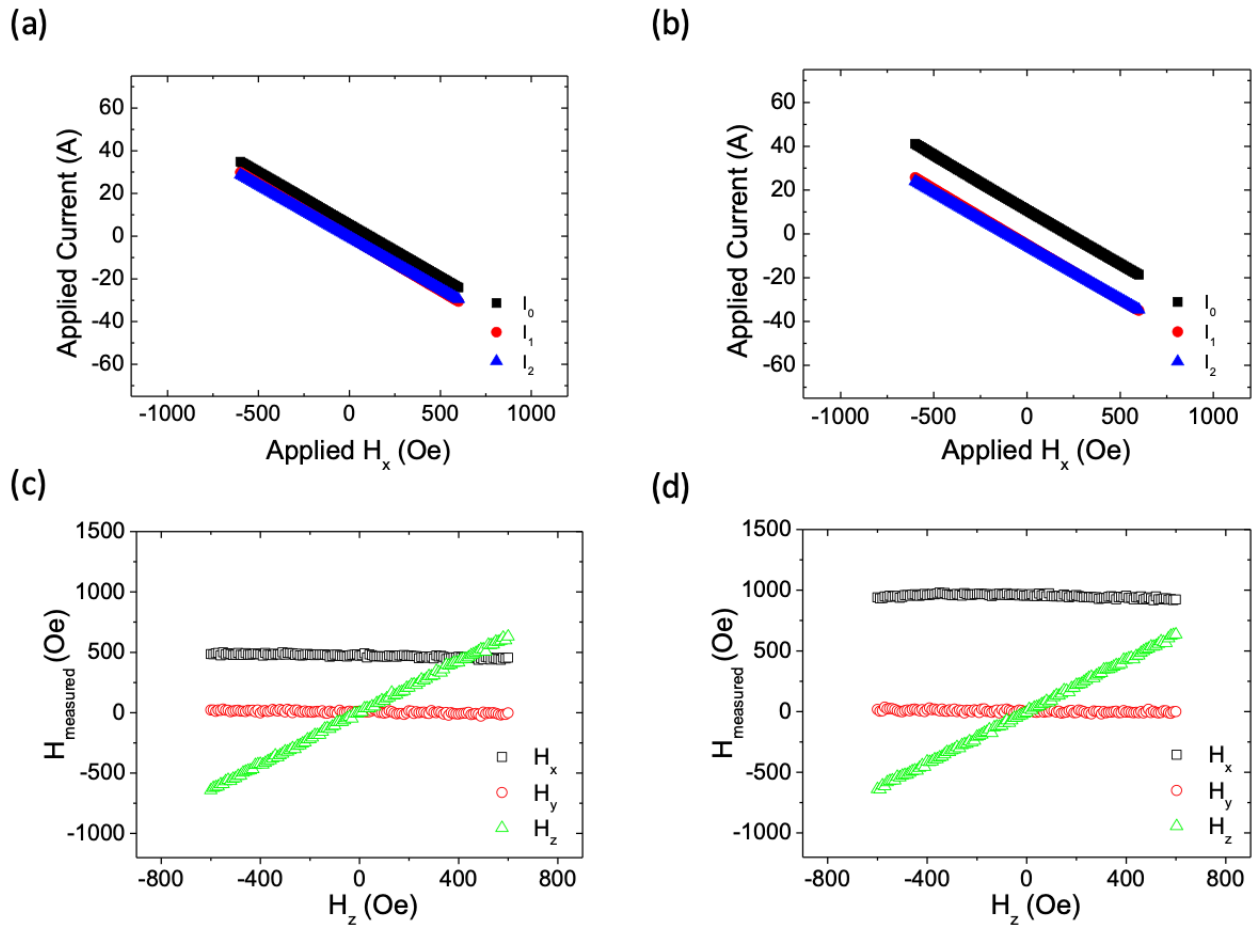 (a)
60
40
20
0
-20
-40
-60
Applied Current (A)
-1000
-500
0
500
1000
Applied Hx (Oe)
I0
I1
I2
(b)
60
40
20
0
-20
-40
-60
Applied Current (A)
-1000
-500
0
500
1000
Applied Hx (Oe)
I0
I1
I2
(c)
1500
1000
500
0
-500
-1000
Hmeasured (Oe)
-800
-400
0
400
800
Hz (Oe)
Hx
Hy
Hz
(d)
1500
1000
500
0
-500
-1000
Hmeasured (Oe)
-800
-400
0
400
800
Hz (Oe)
Hx
Hy
Hz